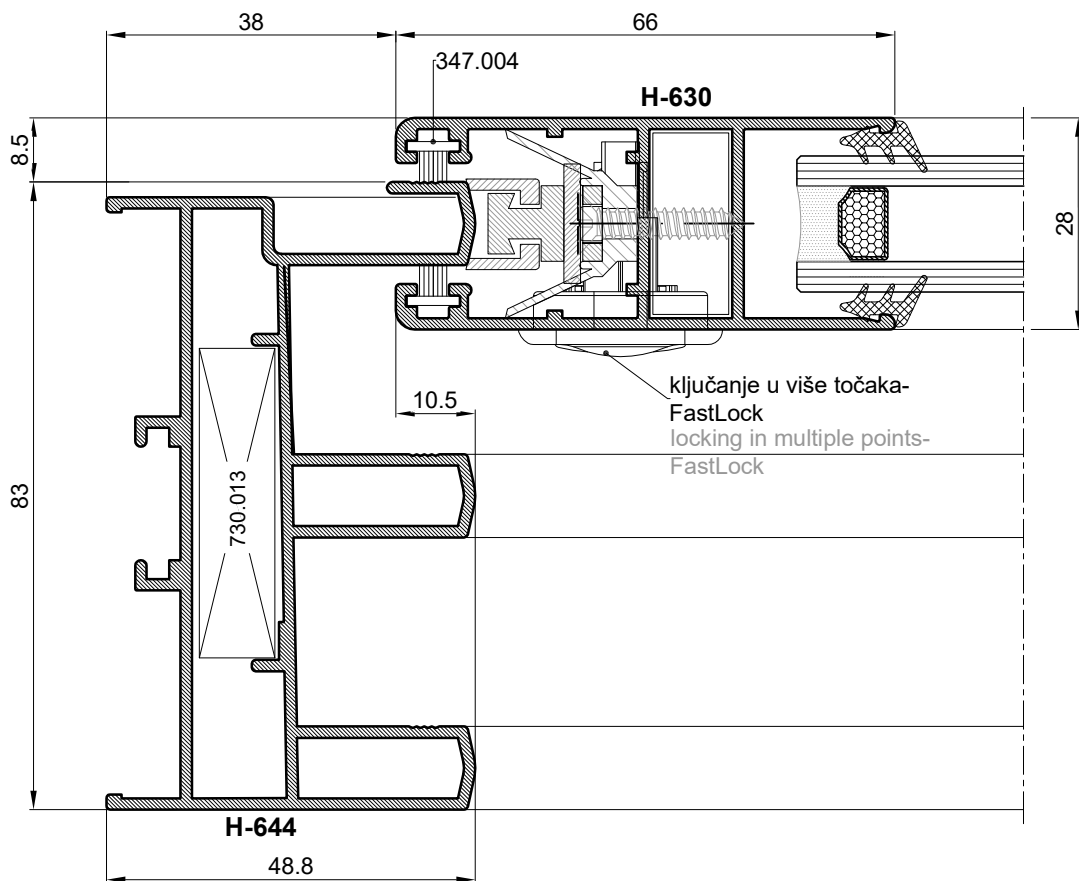 38
66
347.004
H-630
8.5
28
ključanje u više točaka-
FastLock
locking in multiple points-
FastLock
10.5
83
730.013
H-644
48.8